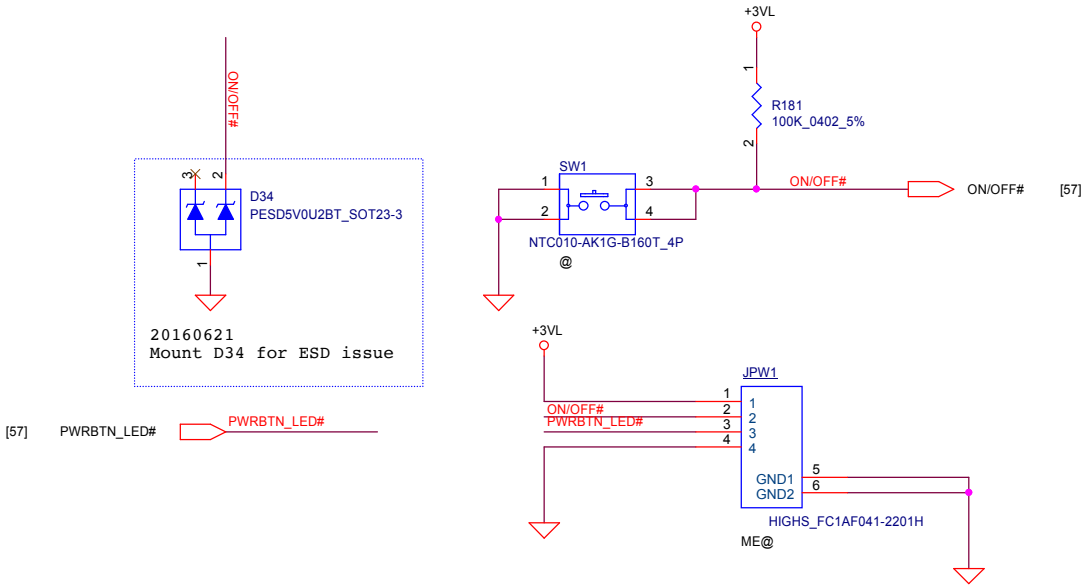 +3VL
ON/OFF#
1
R181
100K_0402_5%
2
3
2
D34
PESD5V0U2BT_SOT23-3
1
SW1
1
2
3
4
NTC010-AK1G-B160T_4P
@
ON/OFF#
ON/OFF#
[57]
20160621
Mount D34 for ESD issue
+3VL
JPW1
1
2
3
4
1
2
3
4
ON/OFF#
PWRBTN_LED#
[57]
PWRBTN_LED#
PWRBTN_LED#
GND1
GND2
5
6
HIGHS_FC1AF041-2201H
ME@